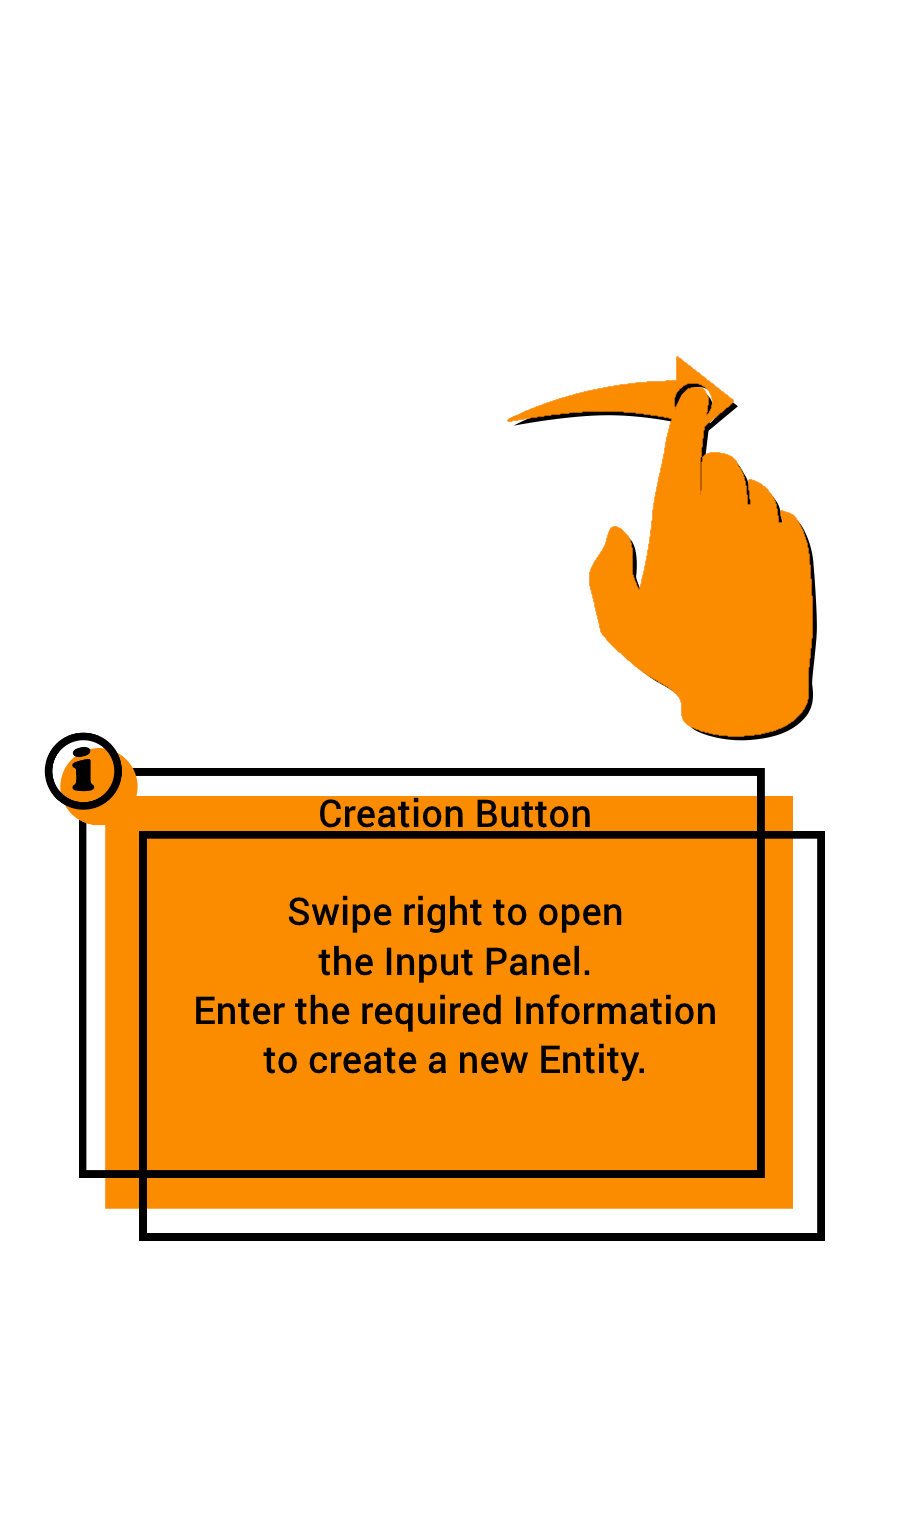 i
Creation Button
Swipe right to open
the Input Panel.
Enter the required Information
to create a new Entity.